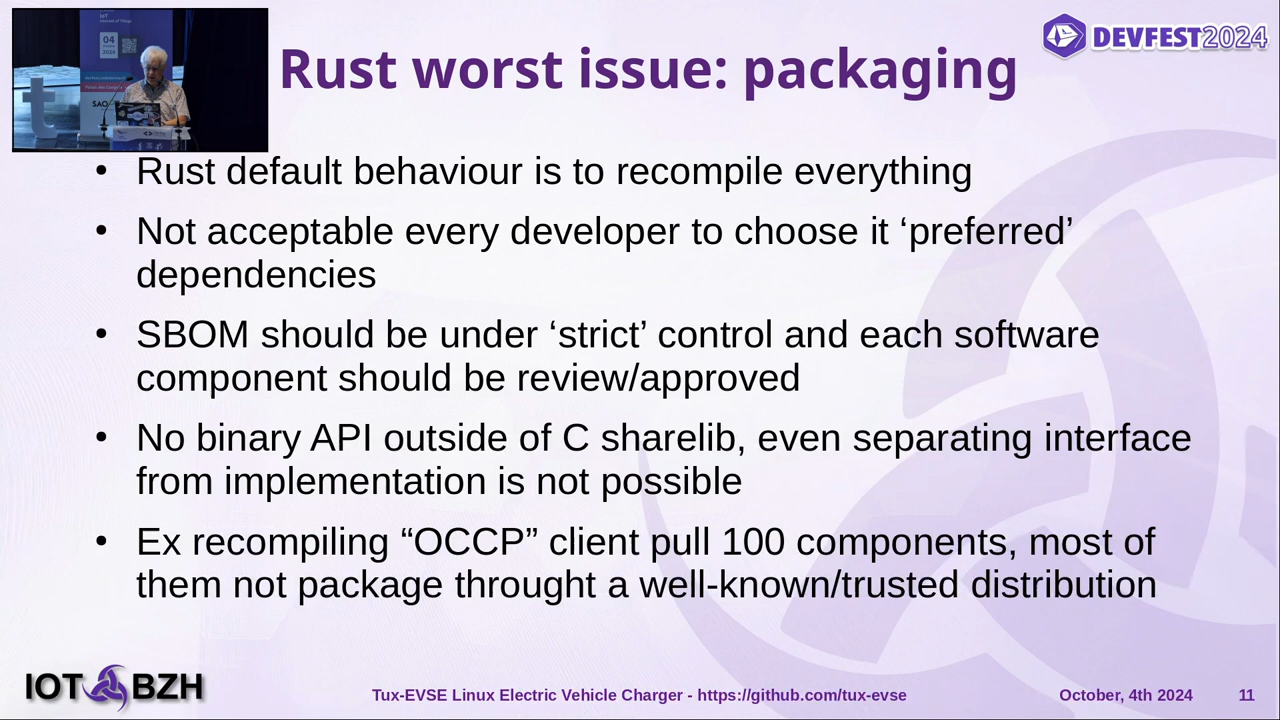 IoT
04
2024
SAO
t
DEVFEST2024
Rust worst issue: packaging
• Rust default behaviour is to recompile everything
• Not acceptable every developer to choose it ‘preferred’
dependencies
• SBOM should be under ‘strict’ control and each software
component should be review/approved
• No binary API outside of C sharelib, even separating interface
from implementation is not possible
• Ex recompiling “OCCP” client pull 100 components, most of
them not package throught a well-known/trusted distribution
IOT BZH
Tux-EVSE Linux Electric Vehicle Charger - https://github.com/tux-evse
October, 4th 2024
11